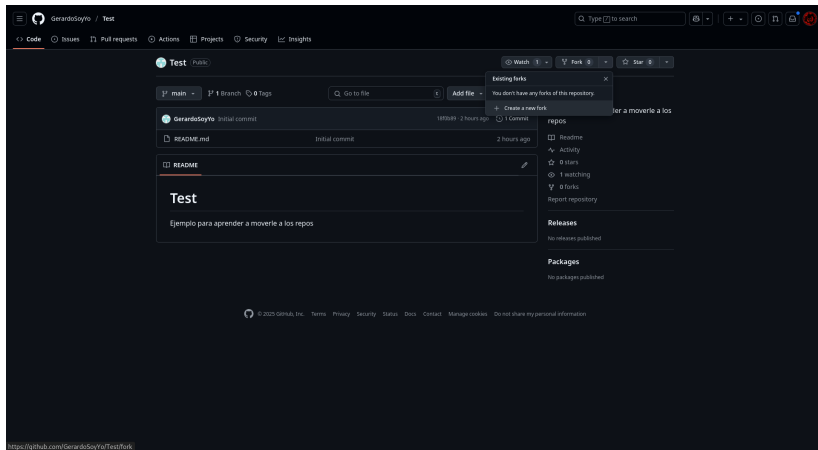 GerardoSoyYo / Test
Type / to search
Code Issues Pull requests Actions Projects Security Insights
Test Public
Watch 1 Fork 0 Star 0
Existing forks
You don't have any forks of this repository.
Create a new fork
main 1 Branch 0 Tags Go to file t Add file
GerardoSoyYo Initial commit 18f0b89 · 2 hours ago 1 Commit
README.md Initial commit 2 hours ago
README
Test
Ejemplo para aprender a moverle a los repos
er a moverle a los
repos
Readme
Activity
0 stars
1 watching
0 forks
Report repository
Releases
No releases published
Packages
No packages published
© 2025 GitHub, Inc. Terms Privacy Security Status Docs Contact Manage cookies Do not share my personal information
https://github.com/GerardoSoyYo/Test/fork